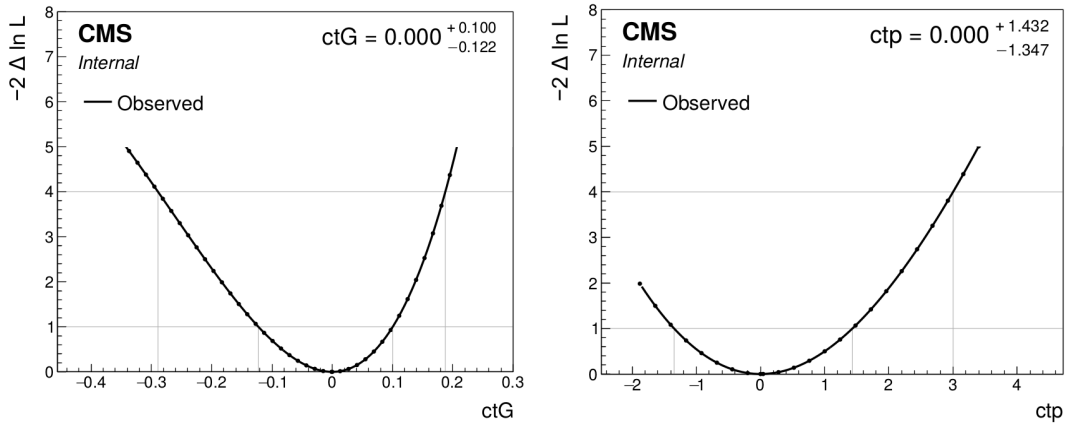 CMS
Internal
ctG = 0.000 +0.100 −0.122
Observed
−2 Δ ln L
8
7
6
5
4
3
2
1
0
−0.4 −0.3 −0.2 −0.1 0.0 0.1 0.2 0.3
ctG
CMS
Internal
ctp = 0.000 +1.432 −1.347
Observed
−2 Δ ln L
8
7
6
5
4
3
2
1
0
−2 −1 0 1 2 3 4
ctp